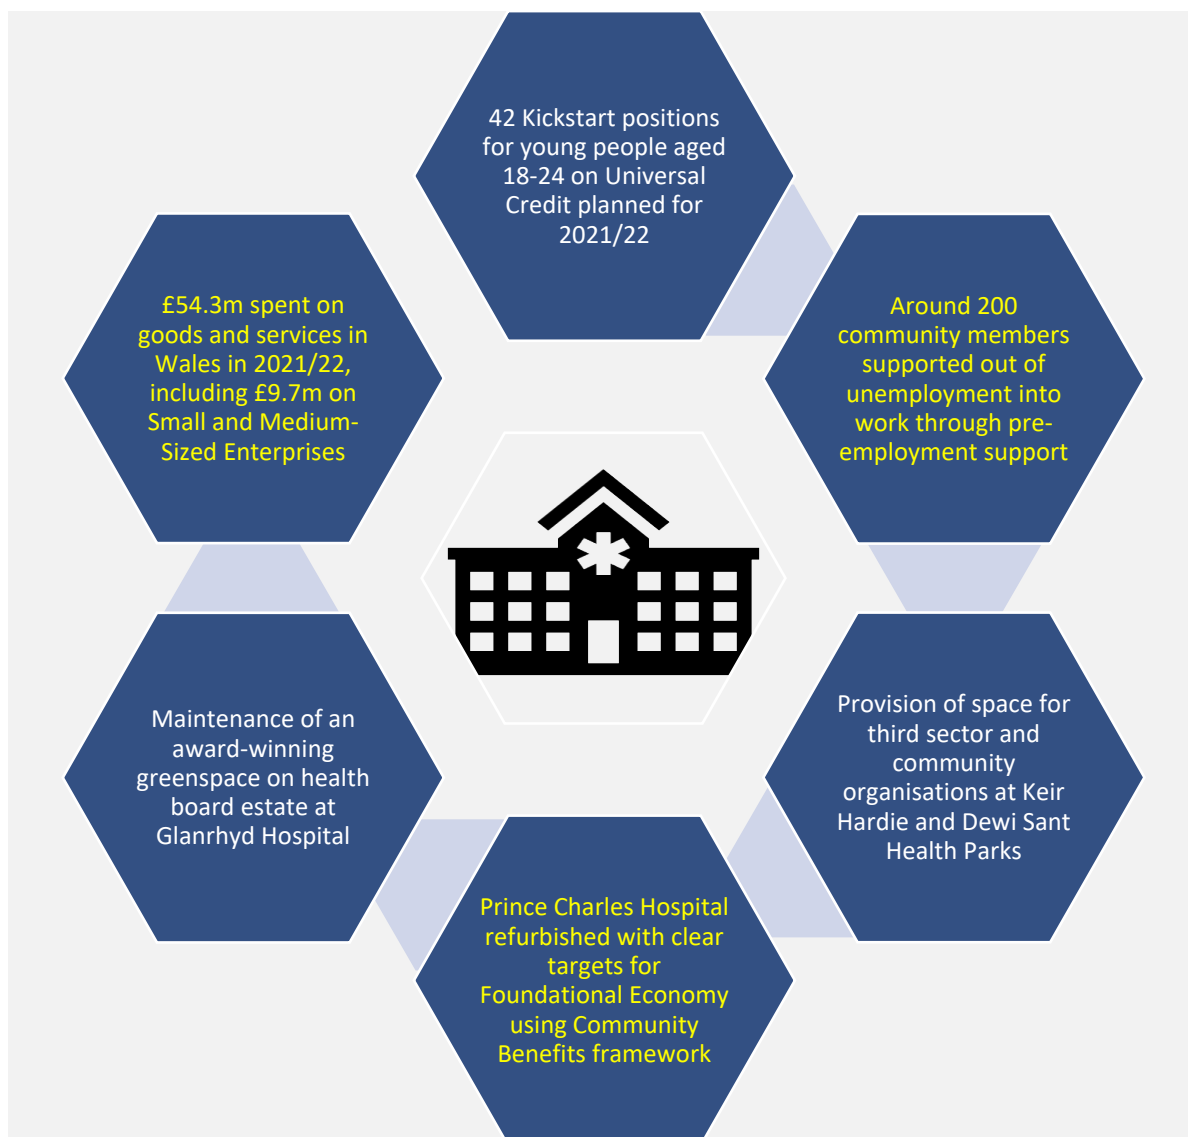 42 Kickstart positions
for young people aged
18-24 on Universal
Credit planned for
2021/22
Around 200
community members
supported out of
unemployment into
work through pre-
employment support
Provision of space for
third sector and
community
organisations at Keir
Hardie and Dewi Sant
Health Parks
Prince Charles Hospital
refurbished with clear
targets for
Foundational Economy
using Community
Benefits framework
Maintenance of an
award-winning
greenspace on health
board estate at
Glanrhyd Hospital
£54.3m spent on
goods and services in
Wales in 2021/22,
including £9.7m on
Small and Medium-
Sized Enterprises